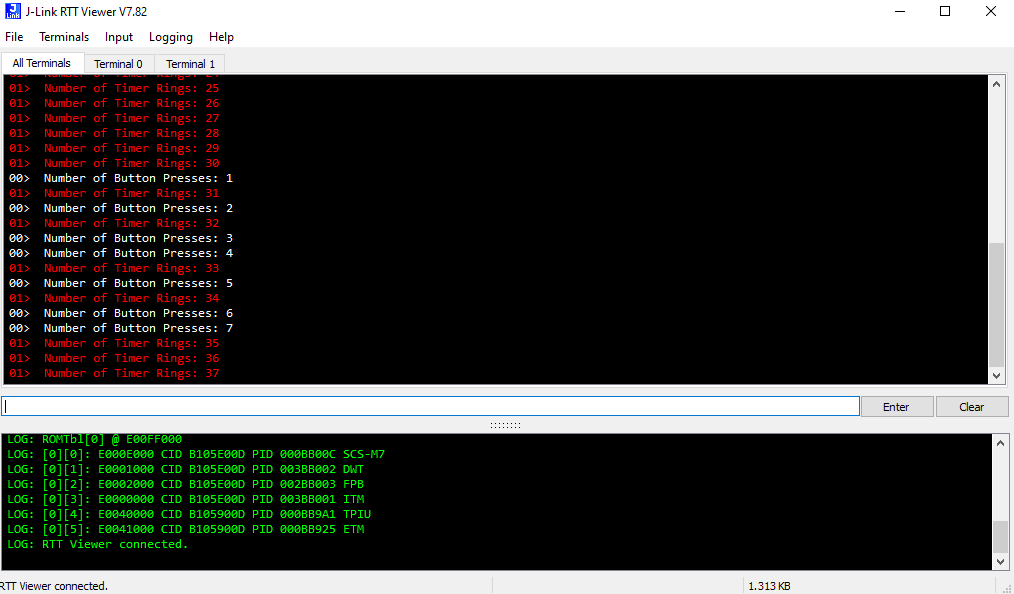 J-Link RTT Viewer V7.82
File Terminals Input Logging Help
All Terminals Terminal 0 Terminal 1
01> Number of Timer Rings: 24
01> Number of Timer Rings: 25
01> Number of Timer Rings: 26
01> Number of Timer Rings: 27
01> Number of Timer Rings: 28
01> Number of Timer Rings: 29
01> Number of Timer Rings: 30
00> Number of Button Presses: 1
01> Number of Timer Rings: 31
00> Number of Button Presses: 2
01> Number of Timer Rings: 32
00> Number of Button Presses: 3
00> Number of Button Presses: 4
01> Number of Timer Rings: 33
00> Number of Button Presses: 5
01> Number of Timer Rings: 34
00> Number of Button Presses: 6
00> Number of Button Presses: 7
01> Number of Timer Rings: 35
01> Number of Timer Rings: 36
01> Number of Timer Rings: 37
Enter Clear
LOG: ROMTbl[0] @ E00FF000
LOG: [0][0]: E000E000 CID B105E00D PID 000BB00C SCS-M7
LOG: [0][1]: E0001000 CID B105E00D PID 003BB002 DWT
LOG: [0][2]: E0002000 CID B105E00D PID 002BB003 FPB
LOG: [0][3]: E0000000 CID B105E00D PID 003BB001 ITM
LOG: [0][4]: E0040000 CID B105900D PID 000BB9A1 TPIU
LOG: [0][5]: E0041000 CID B105900D PID 000BB925 ETM
LOG: RTT Viewer connected.
RTT Viewer connected. 1.313 KB